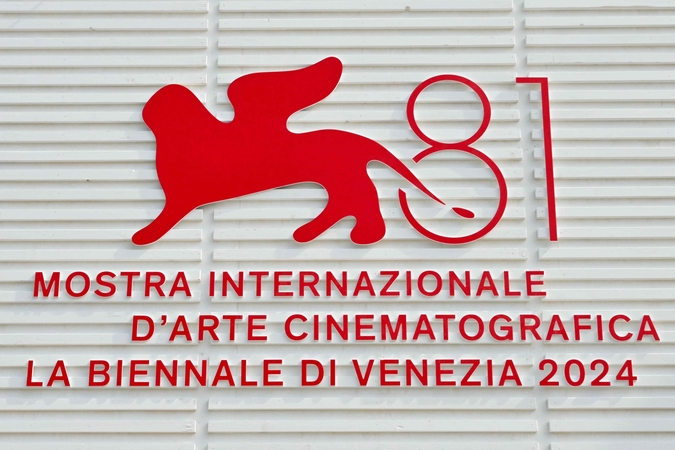 81
MOSTRA INTERNAZIONALE
D'ARTE CINEMATOGRAFICA
LA BIENNALE DI VENEZIA 2024